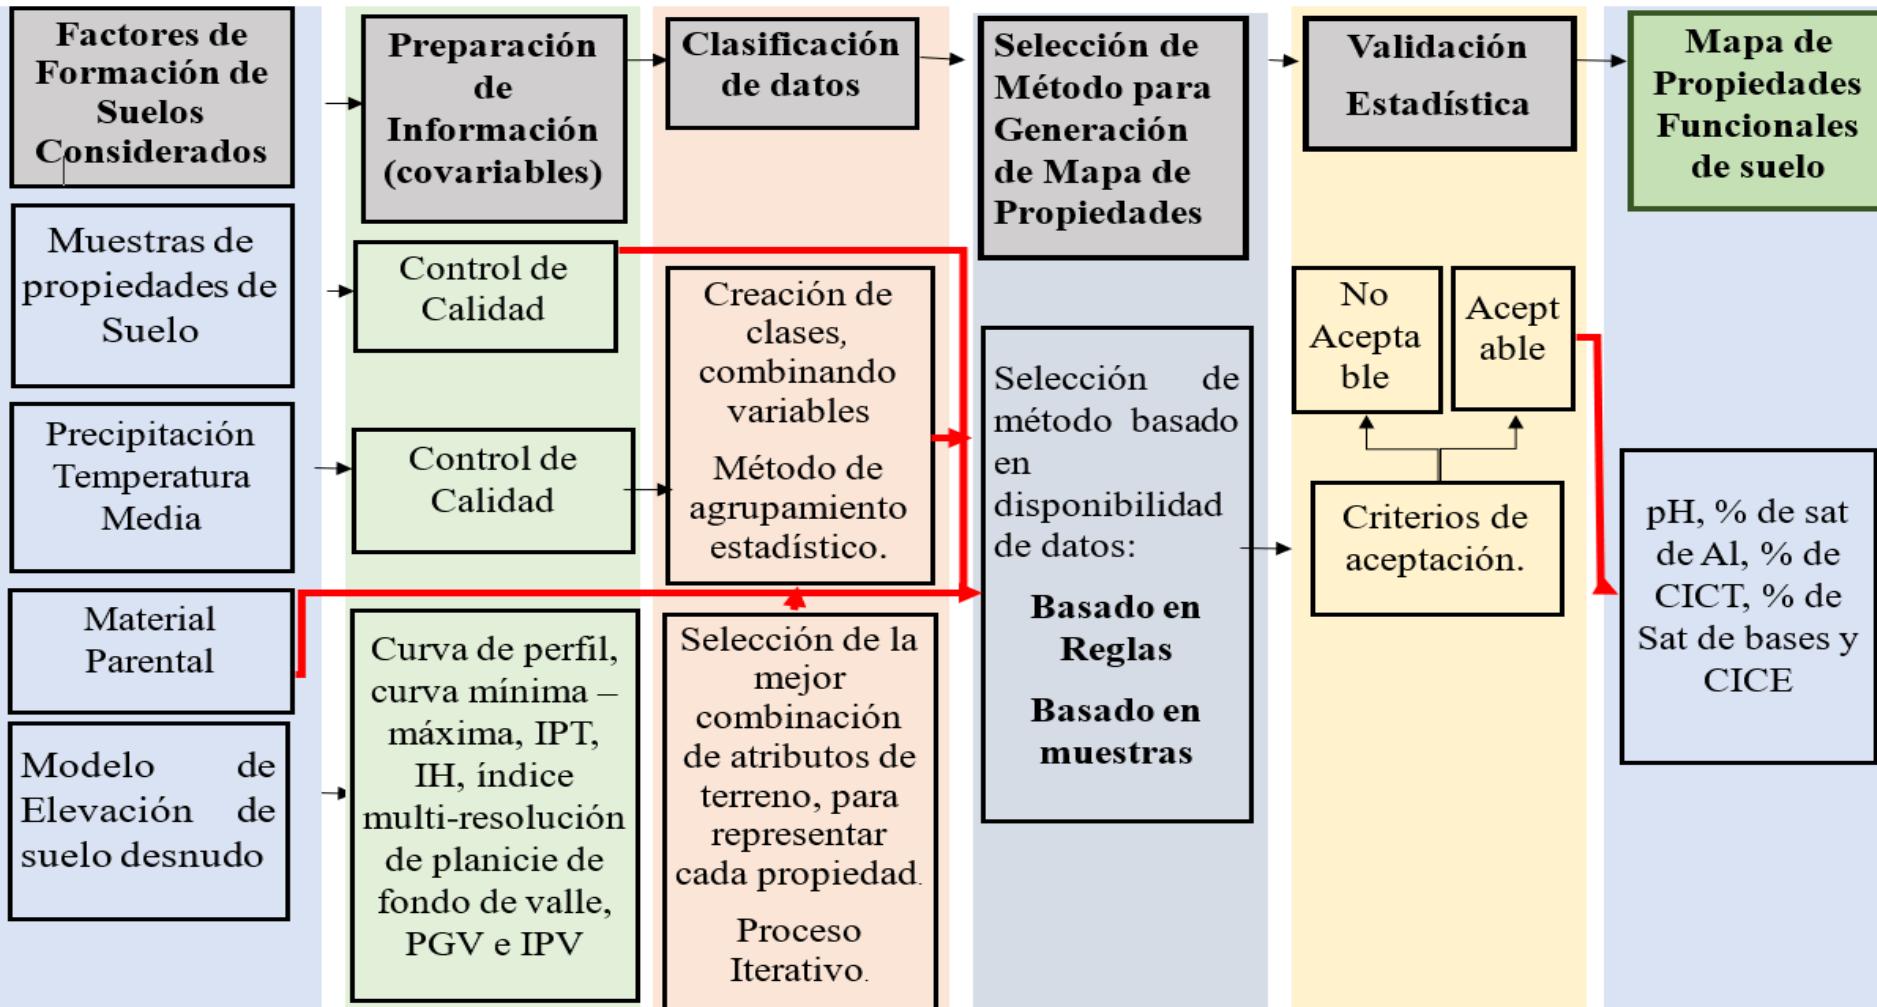 Factores de
Formación de
Suelos
Considerados
Muestras de
propiedades de
Suelo
Precipitación
Temperatura
Media
Material
Parental
Modelo de
Elevación de
suelo desnudo
Preparación
de
Información
(covariables)
Control de
Calidad
Control de
Calidad
Curva de perfil,
curva mínima –
máxima, IPT,
IH, índice
multi-resolución
de planicie de
fondo de valle,
PGV e IPV
Clasificación
de datos
Creación de
clases,
combinando
variables
Método de
agrupamiento
estadístico.
Selección de la
mejor
combinación
de atributos de
terreno, para
representar
cada propiedad.
Proceso
Iterativo.
Selección de
Método para
Generación
de Mapa de
Propiedades
Selección de
método basado
en
disponibilidad
de datos:
Basado en
Reglas
Basado en
muestras
Validación
Estadística
No
Acepta
ble
Acept
able
Criterios de
aceptación.
Mapa de
Propiedades
Funcionales
de suelo
pH, % de sat
de Al, % de
CICT, % de
Sat de bases y
CICE